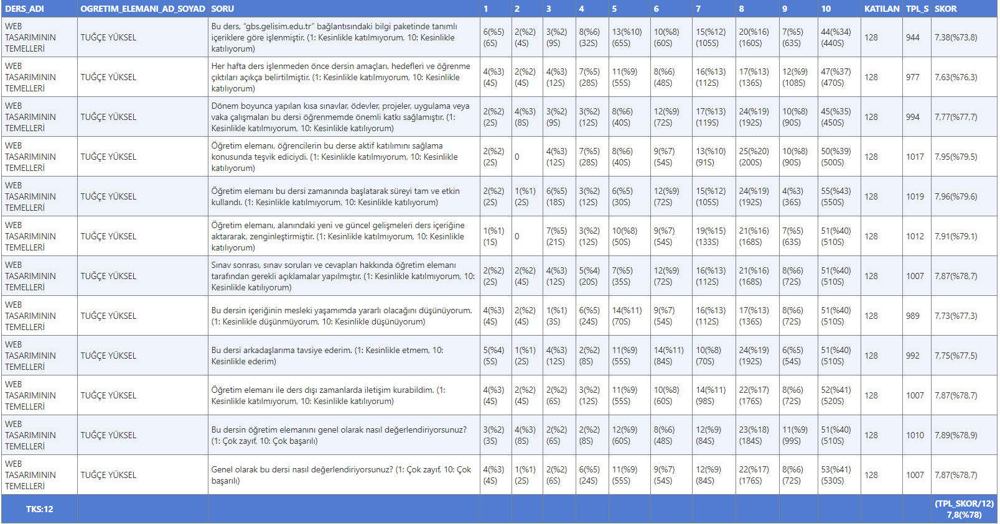 DERS_ADI OGRETIM_ELEMANI_AD_SOYAD SORU 1 2 3 4 5 6 7 8 9 10 KATILAN TPL_S SKOR
WEB TASARIMININ TEMELLERİ TUĞÇE YÜKSEL Bu ders, “gbs.gelisim.edu.tr” bağlantısındaki bilgi paketinde tanımlı içeriklere göre işlenmiştir. (1: Kesinlikle katılmıyorum, 10: Kesinlikle katılıyorum) 6(%5)(6S) 2(%2)(4S) 3(%2)(9S) 8(%6)(32S) 13(%10)(65S) 10(%8)(60S) 15(%12)(105S) 20(%16)(160S) 7(%5)(63S) 44(%34)(440S) 128 944 7,38(%73,8)
WEB TASARIMININ TEMELLERİ TUĞÇE YÜKSEL Her hafta ders işlenmeden önce dersin amaçları, hedefleri ve öğrenme çıktıları açıkça belirtilmiştir. (1: Kesinlikle katılmıyorum, 10: Kesinlikle katılıyorum) 4(%3)(4S) 2(%2)(4S) 4(%3)(12S) 7(%5)(28S) 11(%9)(55S) 8(%6)(48S) 16(%13)(112S) 17(%13)(136S) 12(%9)(108S) 47(%37)(470S) 128 977 7,63(%76,3)
WEB TASARIMININ TEMELLERİ TUĞÇE YÜKSEL Dönem boyunca yapılan kısa sınavlar, ödevler, projeler, uygulama veya vaka çalışmaları bu dersi öğrenmemde önemli katkı sağlamıştır. (1: Kesinlikle katılmıyorum, 10: Kesinlikle katılıyorum) 2(%2)(2S) 4(%3)(8S) 3(%2)(9S) 3(%2)(12S) 8(%6)(40S) 12(%9)(72S) 17(%13)(119S) 24(%19)(192S) 10(%8)(90S) 45(%35)(450S) 128 994 7,77(%77,7)
WEB TASARIMININ TEMELLERİ TUĞÇE YÜKSEL Öğretim elemanı, öğrencilerin bu derse aktif katılımını sağlama konusunda teşvik ediciydi. (1: Kesinlikle katılmıyorum, 10: Kesinlikle katılıyorum) 2(%2)(2S) 0 4(%3)(12S) 7(%5)(28S) 8(%6)(40S) 9(%7)(54S) 13(%10)(91S) 25(%20)(200S) 10(%8)(90S) 50(%39)(500S) 128 1017 7,95(%79,5)
WEB TASARIMININ TEMELLERİ TUĞÇE YÜKSEL Öğretim elemanı bu dersi zamanında başlatarak süreyi tam ve etkin kullandı. (1: Kesinlikle katılmıyorum, 10: Kesinlikle katılıyorum) 2(%2)(2S) 1(%1)(2S) 6(%5)(18S) 3(%2)(12S) 6(%5)(30S) 12(%9)(72S) 15(%12)(105S) 24(%19)(192S) 4(%3)(36S) 55(%43)(550S) 128 1019 7,96(%79,6)
WEB TASARIMININ TEMELLERİ TUĞÇE YÜKSEL Öğretim elemanı, alanındaki yeni ve güncel gelişmeleri ders içeriğine aktararak, zenginleştirmiştir. (1: Kesinlikle katılmıyorum, 10: Kesinlikle katılıyorum) 1(%1)(1S) 0 7(%5)(21S) 3(%2)(12S) 10(%8)(50S) 9(%7)(54S) 19(%15)(133S) 21(%16)(168S) 7(%5)(63S) 51(%40)(510S) 128 1012 7,91(%79,1)
WEB TASARIMININ TEMELLERİ TUĞÇE YÜKSEL Sınav sonrası, sınav soruları ve cevapları hakkında öğretim elemanı tarafından gerekli açıklamalar yapılmıştır. (1: Kesinlikle katılmıyorum, 10: Kesinlikle katılıyorum) 2(%2)(2S) 2(%2)(4S) 4(%3)(12S) 5(%4)(20S) 7(%5)(35S) 12(%9)(72S) 16(%13)(112S) 21(%16)(168S) 8(%6)(72S) 51(%40)(510S) 128 1007 7,87(%78,7)
WEB TASARIMININ TEMELLERİ TUĞÇE YÜKSEL Bu dersin içeriğinin mesleki yaşamımda yararlı olacağını düşünüyorum. (1: Kesinlikle düşünmüyorum, 10: Kesinlikle düşünüyorum) 4(%3)(4S) 2(%2)(4S) 1(%1)(3S) 6(%5)(24S) 14(%11)(70S) 9(%7)(54S) 16(%13)(112S) 17(%13)(136S) 8(%6)(72S) 51(%40)(510S) 128 989 7,73(%77,3)
WEB TASARIMININ TEMELLERİ TUĞÇE YÜKSEL Bu dersi arkadaşlarıma tavsiye ederim. (1: Kesinlikle etmem, 10: Kesinlikle ederim) 5(%4)(5S) 1(%1)(2S) 4(%3)(12S) 2(%2)(8S) 11(%9)(55S) 14(%11)(84S) 10(%8)(70S) 24(%19)(192S) 6(%5)(54S) 51(%40)(510S) 128 992 7,75(%77,5)
WEB TASARIMININ TEMELLERİ TUĞÇE YÜKSEL Öğretim elemanı ile ders dışı zamanlarda iletişim kurabildim. (1: Kesinlikle katılmıyorum, 10: Kesinlikle katılıyorum) 4(%3)(4S) 2(%2)(4S) 2(%2)(6S) 3(%2)(12S) 11(%9)(55S) 10(%8)(60S) 14(%11)(98S) 22(%17)(176S) 8(%6)(72S) 52(%41)(520S) 128 1007 7,87(%78,7)
WEB TASARIMININ TEMELLERİ TUĞÇE YÜKSEL Bu dersin öğretim elemanını genel olarak nasıl değerlendiriyorsunuz? (1: Çok zayıf, 10: Çok başarılı) 3(%2)(3S) 4(%3)(8S) 2(%2)(6S) 2(%2)(8S) 12(%9)(60S) 8(%6)(48S) 12(%9)(84S) 23(%18)(184S) 11(%9)(99S) 51(%40)(510S) 128 1010 7,89(%78,9)
WEB TASARIMININ TEMELLERİ TUĞÇE YÜKSEL Genel olarak bu dersi nasıl değerlendiriyorsunuz? (1: Çok zayıf, 10: Çok başarılı) 4(%3)(4S) 1(%1)(2S) 2(%2)(6S) 6(%5)(24S) 11(%9)(55S) 9(%7)(54S) 12(%9)(84S) 22(%17)(176S) 8(%6)(72S) 53(%41)(530S) 128 1007 7,87(%78,7)
TKS:12 (TPL_SKOR/12) 7,8(%78)